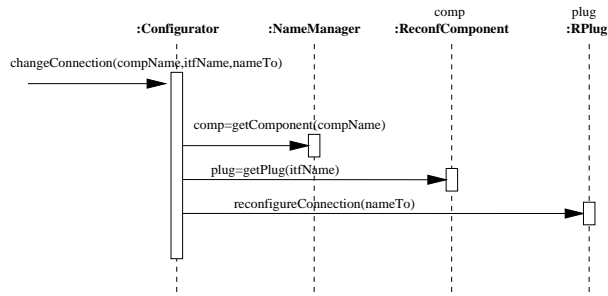 comp plug
:Configurator :NameManager :ReconfComponent :RPlug
changeConnection(compName,itfName,nameTo)
comp=getComponent(compName)
plug=getPlug(itfName)
reconfigureConnection(nameTo)